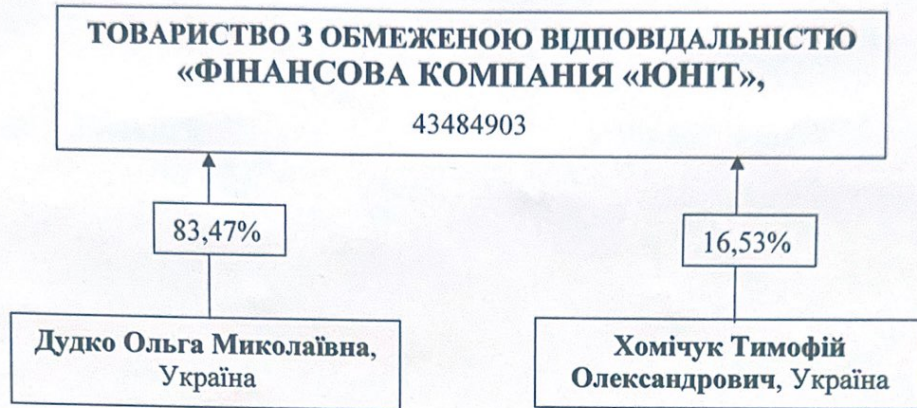 ТОВАРИСТВО З ОБМЕЖЕНОЮ ВІДПОВІДАЛЬНІСТЮ
«ФІНАНСОВА КОМПАНІЯ «ЮНІТ»,
43484903
83,47%
16,53%
Дудко Ольга Миколаївна,
Україна
Хомічук Тимофій
Олександрович, Україна